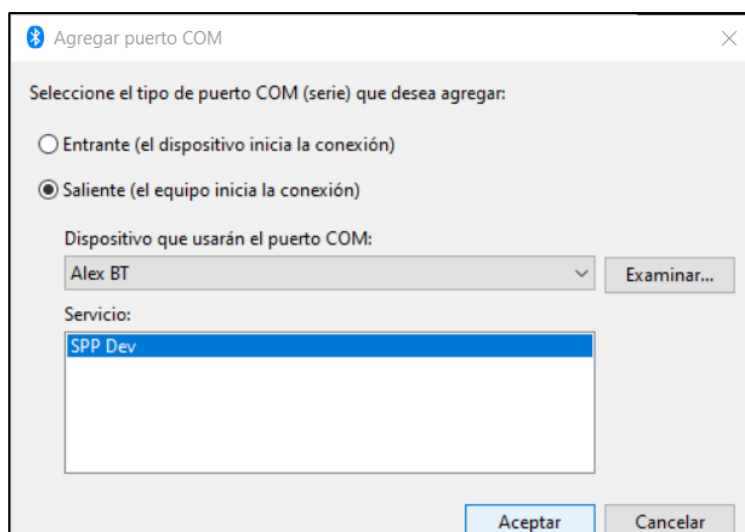 Agregar puerto COM
Seleccione el tipo de puerto COM (serie) que desea agregar:
Entrante (el dispositivo inicia la conexión)
Saliente (el equipo inicia la conexión)
Dispositivo que usarán el puerto COM:
Alex BT
Examinar...
Servicio:
SPP Dev
Aceptar
Cancelar